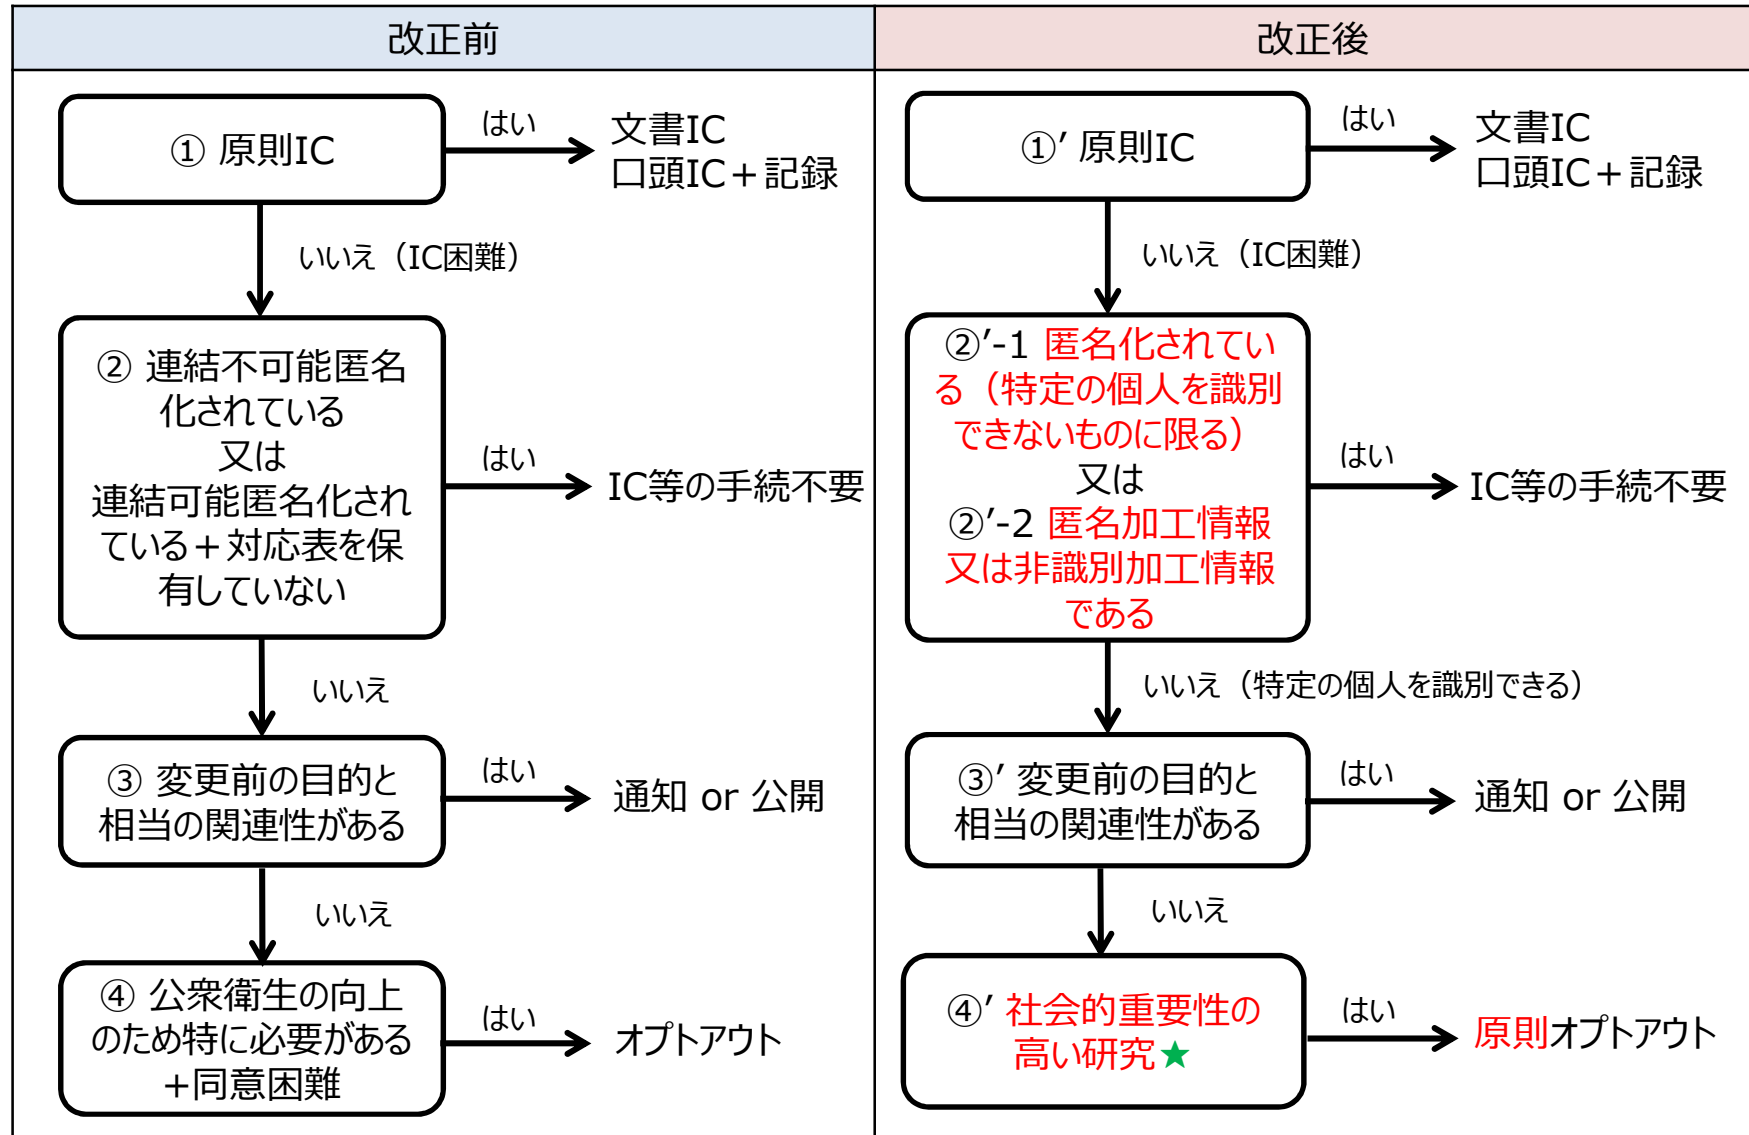 改正前
① 原則IC
はい
文書IC
口頭IC+記録
いいえ（IC困難）
② 連結不可能匿名
化されている
又は
連結可能匿名化され
ている+対応表を保
有していない
はい
IC等の手続不要
いいえ
③ 変更前の目的と
相当の関連性がある
はい
通知 or 公開
いいえ
④ 公衆衛生の向上
のため特に必要がある
+同意困難
はい
オプトアウト
改正後
①′ 原則IC
はい
文書IC
口頭IC+記録
いいえ（IC困難）
②′-1 匿名化されてい
る（特定の個人を識別
できないものに限る）
又は
②′-2 匿名加工情報
又は非識別加工情報
である
はい
IC等の手続不要
いいえ（特定の個人を識別できる）
③′ 変更前の目的と
相当の関連性がある
はい
通知 or 公開
いいえ
④′ 社会的重要性の
高い研究★
はい
原則オプトアウト